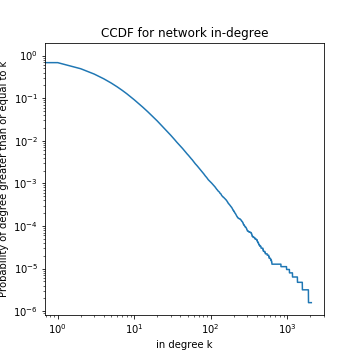 CCDF for network in-degree
Probability of degree greater than or equal to k
10⁰
10⁻¹
10⁻²
10⁻³
10⁻⁴
10⁻⁵
10⁻⁶
10⁰ 10¹ 10² 10³
in degree k